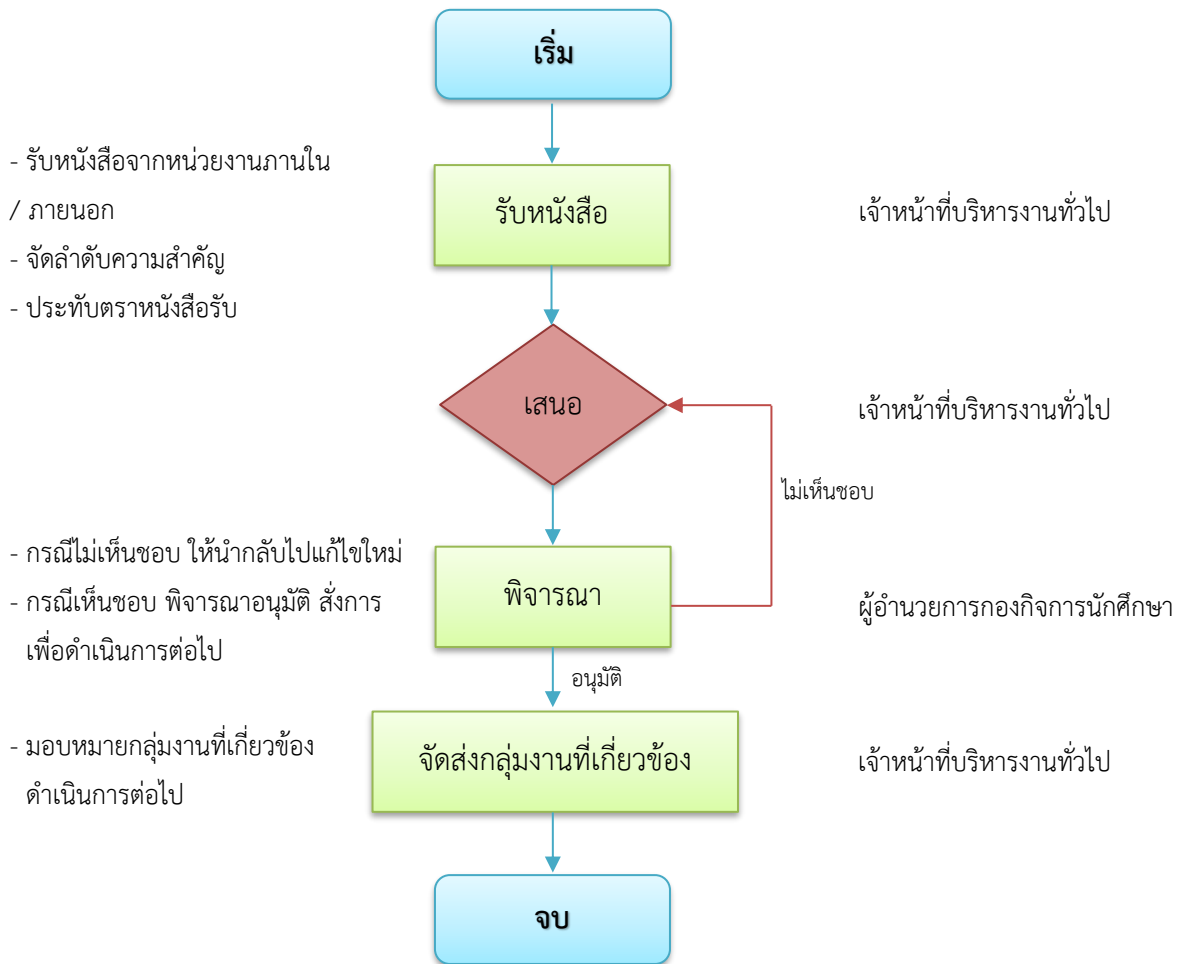 เริ่ม
- รับหนังสือจากหน่วยงานภานใน
/ ภายนอก
- จัดลำดับความสำคัญ
- ประทับตราหนังสือรับ
รับหนังสือ
เจ้าหน้าที่บริหารงานทั่วไป
เสนอ
เจ้าหน้าที่บริหารงานทั่วไป
ไม่เห็นชอบ
- กรณีไม่เห็นชอบ ให้นำกลับไปแก้ไขใหม่
- กรณีเห็นชอบ พิจารณาอนุมัติ สั่งการ
เพื่อดำเนินการต่อไป
พิจารณา
ผู้อำนวยการกองกิจการนักศึกษา
อนุมัติ
- มอบหมายกลุ่มงานที่เกี่ยวข้อง
ดำเนินการต่อไป
จัดส่งกลุ่มงานที่เกี่ยวข้อง
เจ้าหน้าที่บริหารงานทั่วไป
จบ